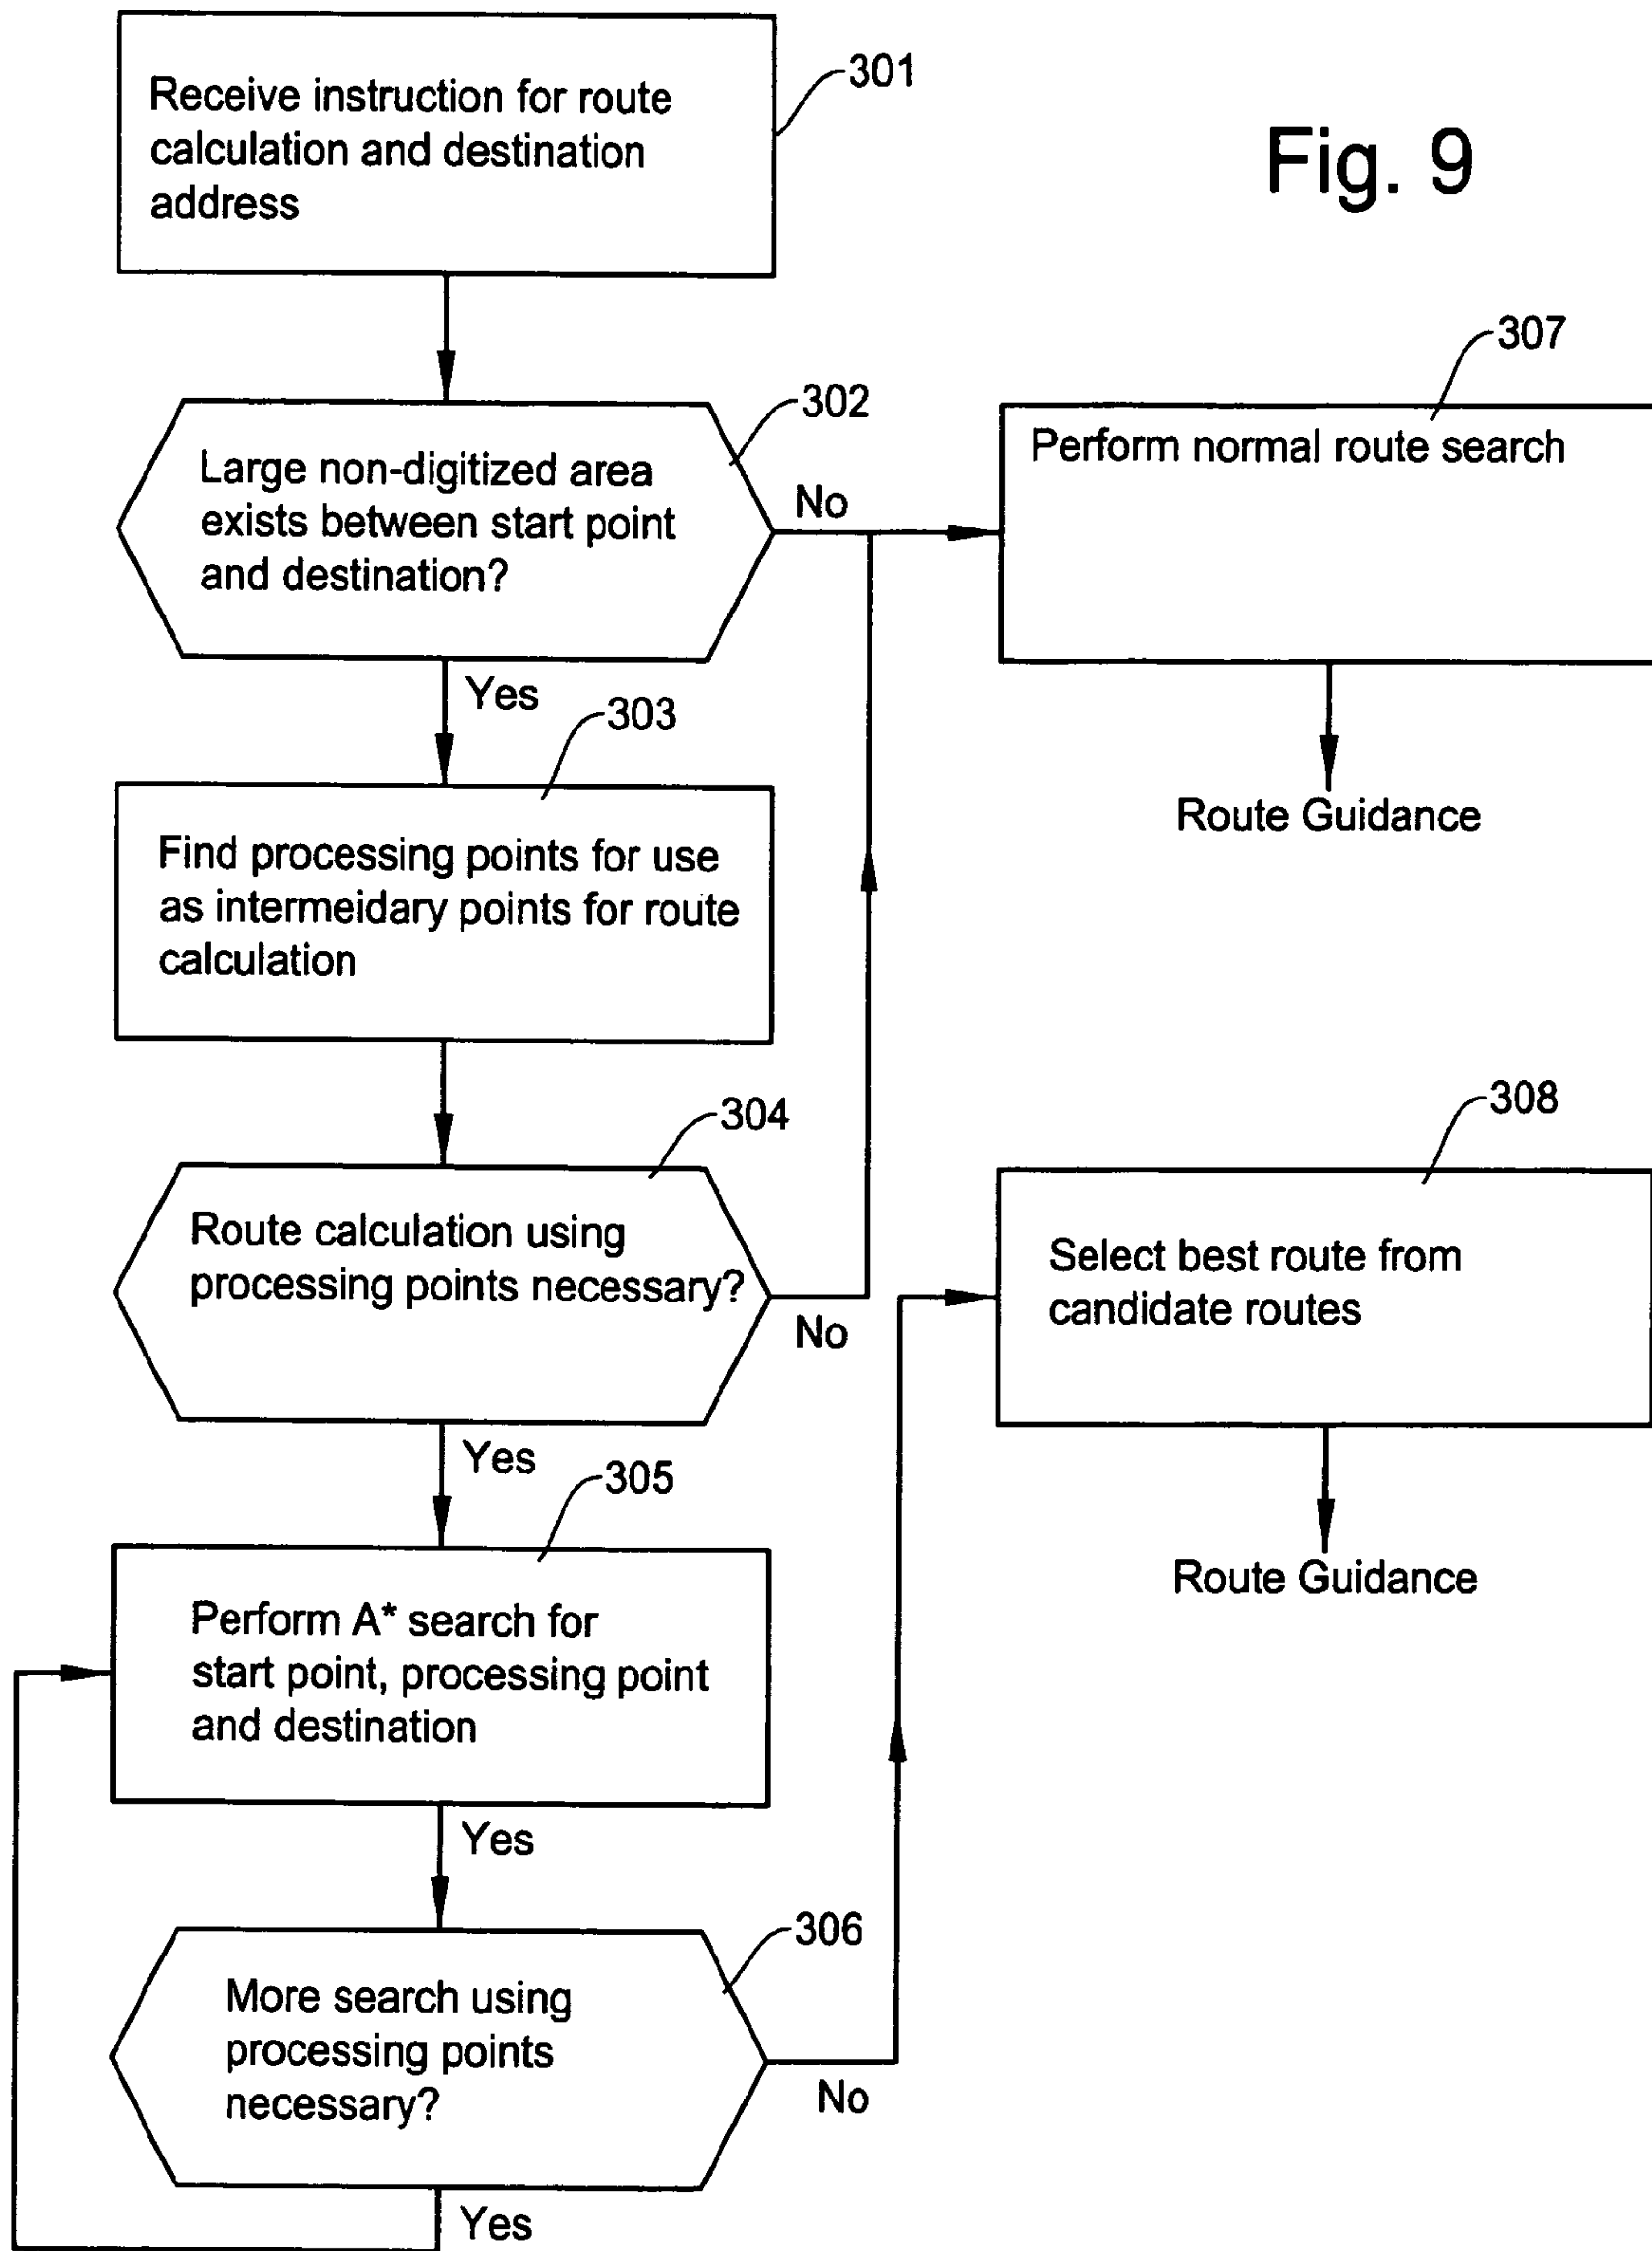 Fig. 9
301
Receive instruction for route
calculation and destination
address
302
Large non-digitized area
exists between start point
and destination?
No
Yes
307
Perform normal route search
Route Guidance
303
Find processing points for use
as intermeidary points for route
calculation
304
Route calculation using
processing points necessary?
No
Yes
308
Select best route from
candidate routes
Route Guidance
305
Perform A* search for
start point, processing point
and destination
Yes
306
More search using
processing points
necessary?
No
Yes